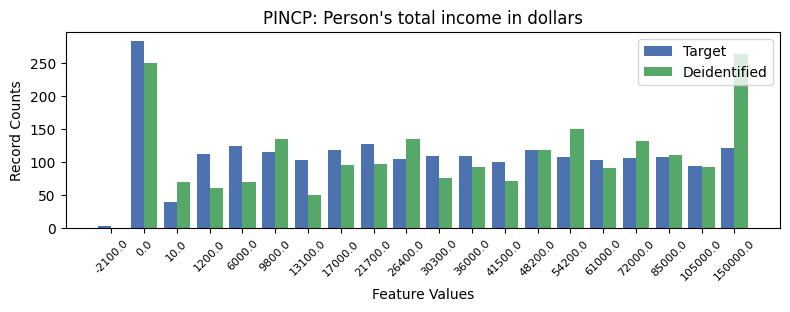 PINCP: Person's total income in dollars
Target
Deidentified
Record Counts
250
200
150
100
50
0
-2100.0 0.0 10.0 1200.0 6000.0 9800.0 13100.0 17000.0 21700.0 26400.0 30300.0 36000.0 41500.0 48200.0 54200.0 61000.0 72000.0 85000.0 105000.0 150000.0
Feature Values